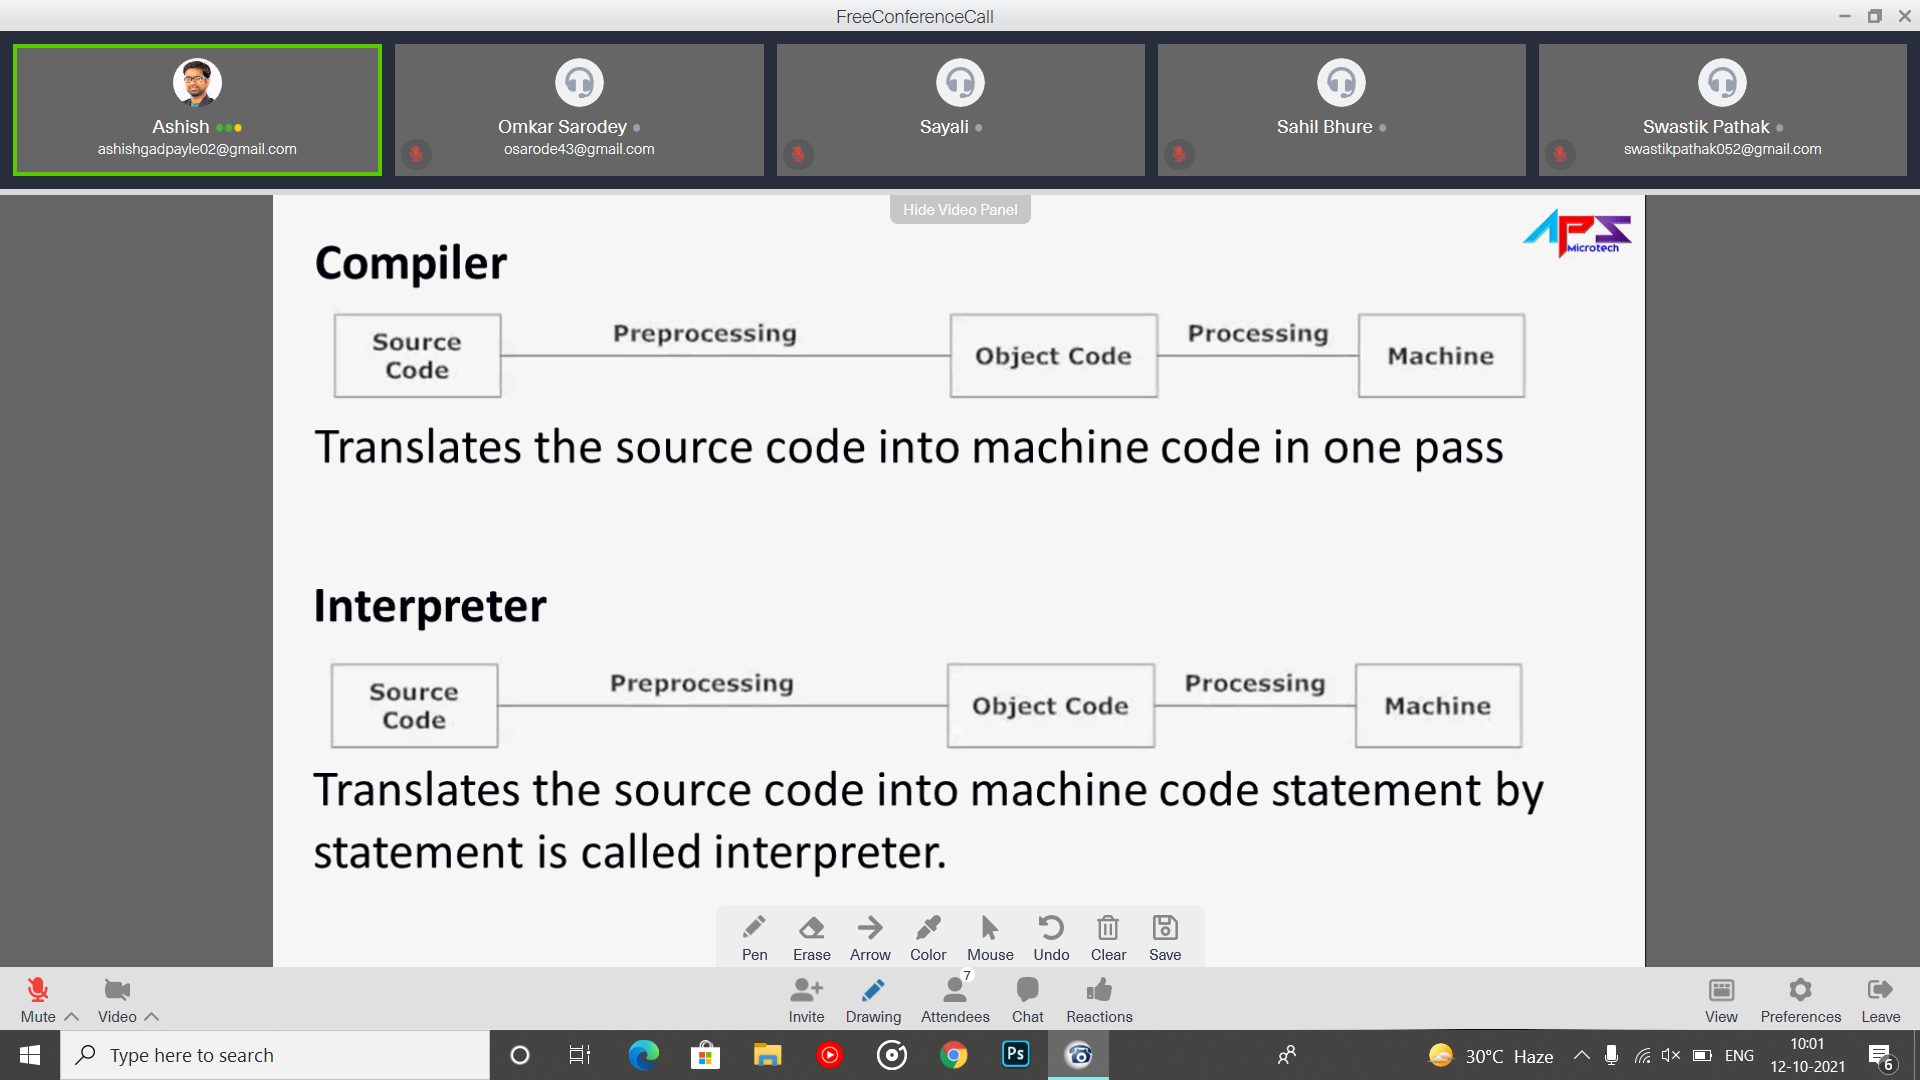 FreeConferenceCall
Ashish
ashishgadpayle02@gmail.com
Omkar Sarodey
osarode43@gmail.com
Sayali
Sahil Bhure
Swastik Pathak
swastikpathak052@gmail.com
Hide Video Panel
APS
Microtech
Compiler
Source
Code
Preprocessing
Object Code
Processing
Machine
Translates the source code into machine code in one pass
Interpreter
Source
Code
Preprocessing
Object Code
Processing
Machine
Translates the source code into machine code statement by
statement is called interpreter.
Pen Erase Arrow Color Mouse Undo Clear Save
7
Mute Video Invite Drawing Attendees Chat Reactions View Preferences Leave
Type here to search
Ps
30°C Haze
ENG
10:01
12-10-2021
6